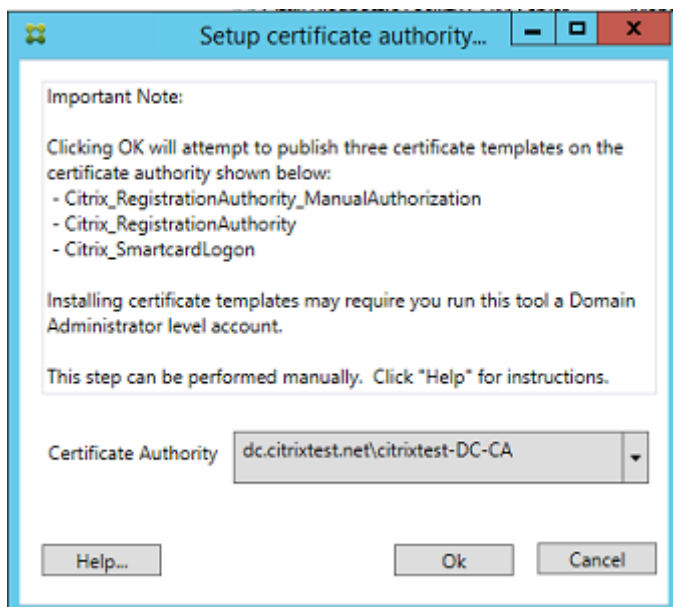 Setup certificate authority...
Important Note:
Clicking OK will attempt to publish three certificate templates on the
certificate authority shown below:
- Citrix_RegistrationAuthority_ManualAuthorization
- Citrix_RegistrationAuthority
- Citrix_SmartcardLogon
Installing certificate templates may require you run this tool a Domain
Administrator level account.
This step can be performed manually.  Click "Help" for instructions.
Certificate Authority
dc.citrixtest.net\citrixtest-DC-CA
Help...
Ok
Cancel